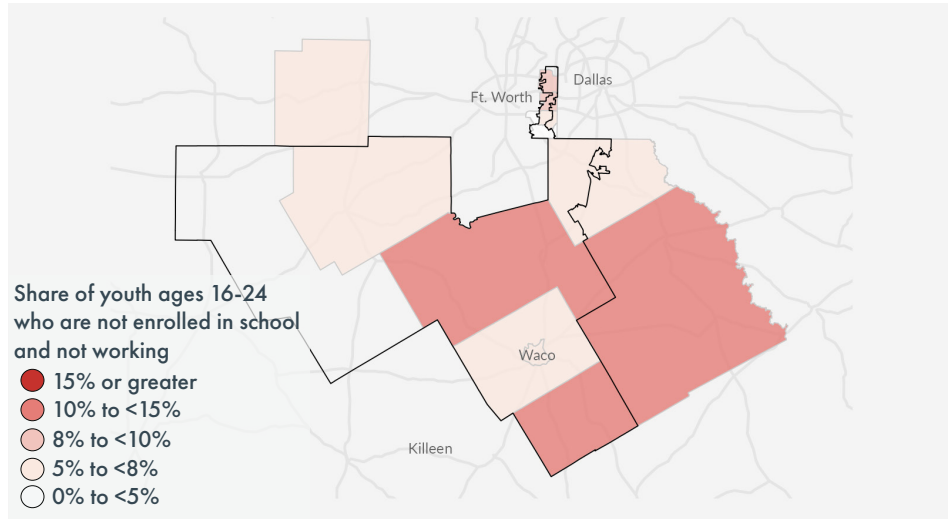 Dallas
Ft. Worth
Share of youth ages 16-24
who are not enrolled in school
and not working
15% or greater
10% to <15%
8% to <10%
5% to <8%
0% to <5%
Waco
Killeen